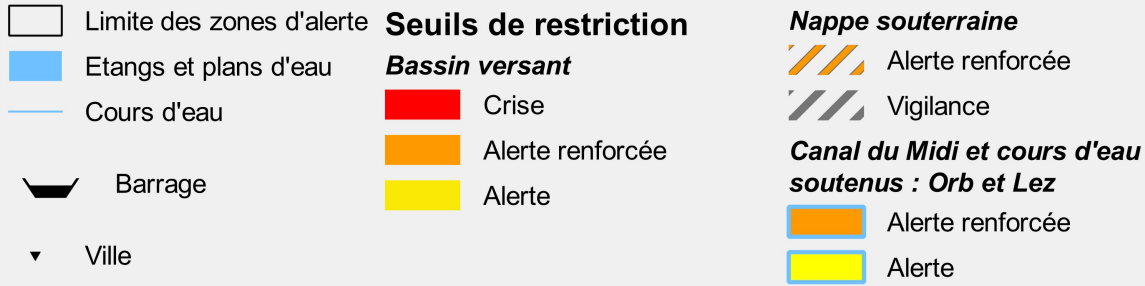 Limite des zones d'alerte
Etangs et plans d'eau
Cours d'eau
Barrage
Ville
Seuils de restriction
Bassin versant
Crise
Alerte renforcée
Alerte
Nappe souterraine
Alerte renforcée
Vigilance
Canal du Midi et cours d'eau
soutenus : Orb et Lez
Alerte renforcée
Alerte